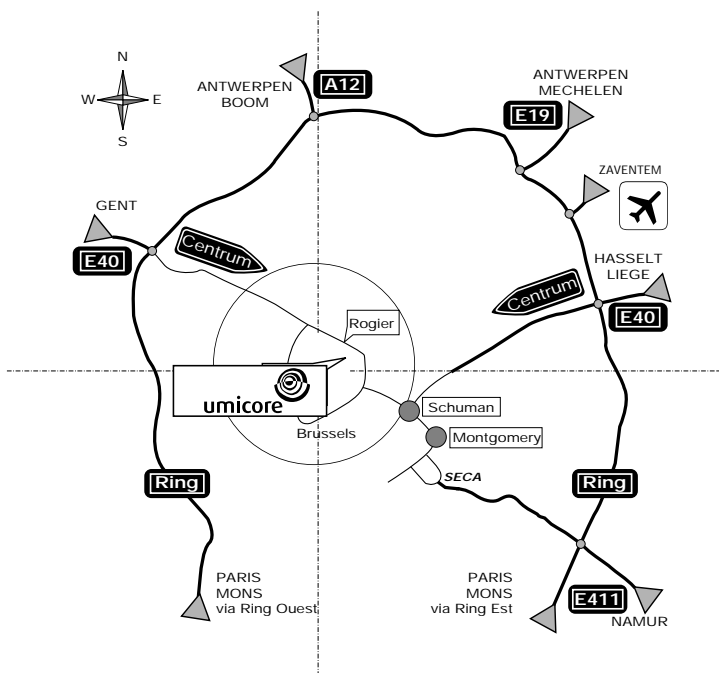 N
W E
S
ANTWERPEN
BOOM
A12
ANTWERPEN
MECHELEN
E19
ZAVENTEM
GENT
E40
Centrum
HASSELT
LIEGE
Centrum
E40
Rogier
umicore
Brussels
Schuman
Montgomery
SECA
Ring
Ring
PARIS
MONS
via Ring Ouest
PARIS
MONS
via Ring Est
E411
NAMUR